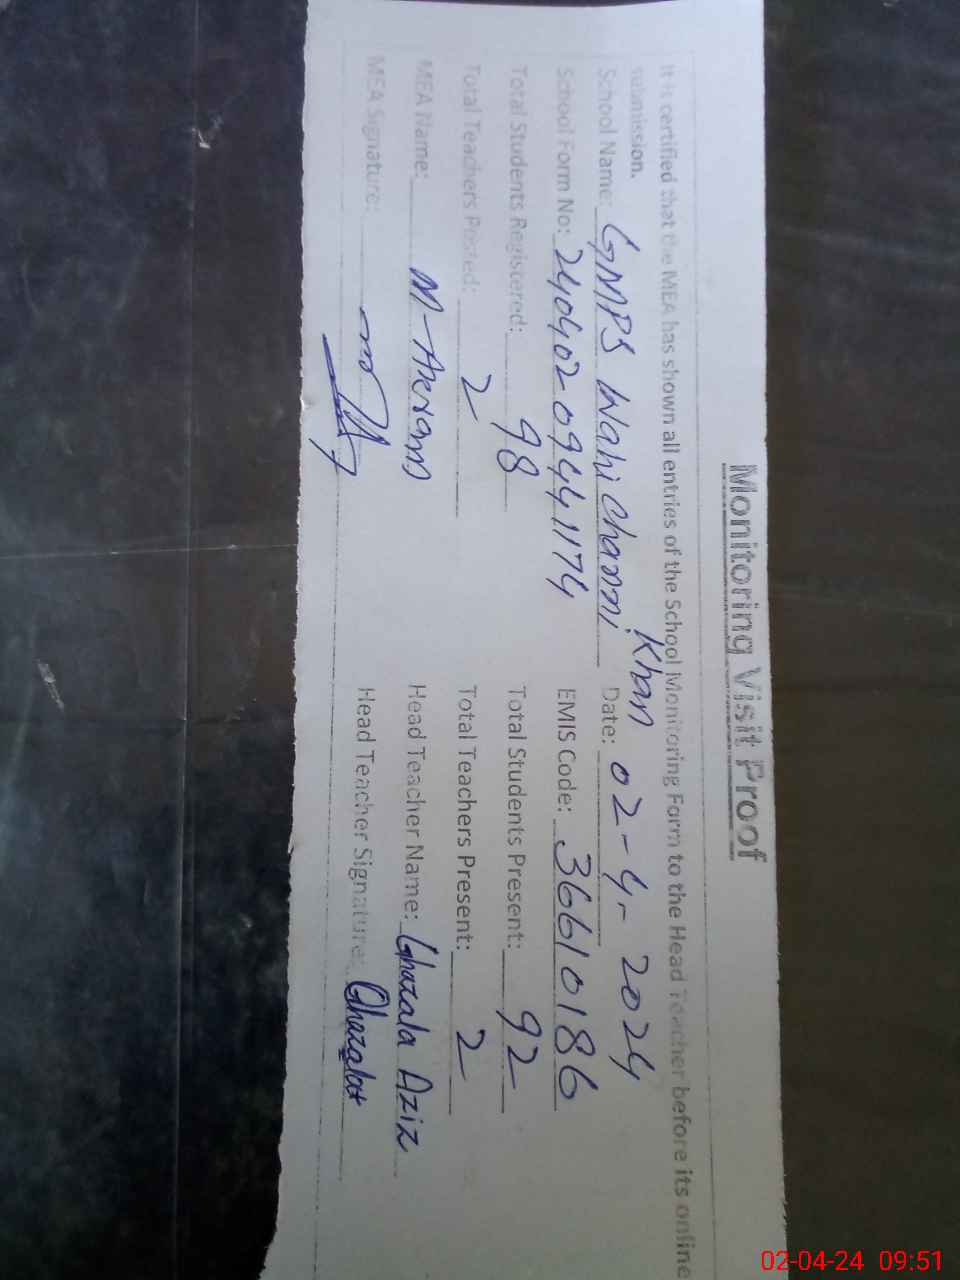 Monitoring Visit Proof
It is certified that the MEA has shown all entries of the School Monitoring Form to the Head Teacher before its online
submission.
School Name: GMPS Wahi Channi Khan Date: 02-4-2024
School Form No: 24040209441174 EMIS Code: 36610186
Total Students Registered: 98 Total Students Present: 92
Total Teachers Posted: 2 Total Teachers Present: 2
MEA Name: M-Akram Head Teacher Name: Ghazala Aziz
MEA Signature: Head Teacher Signature: Ghazala
02-04-24 09:51